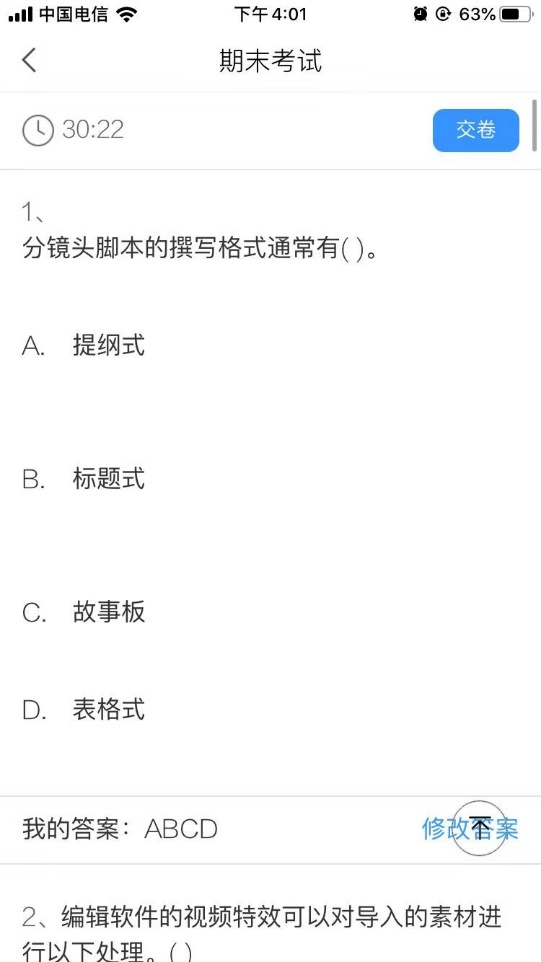 中国电信 下午4:01 63%
期末考试
30:22 交卷
1、
分镜头脚本的撰写格式通常有( )。
A. 提纲式
B. 标题式
C. 故事板
D. 表格式
我的答案：ABCD 修改答案
2、编辑软件的视频特效可以对导入的素材进
行以下处理。( )